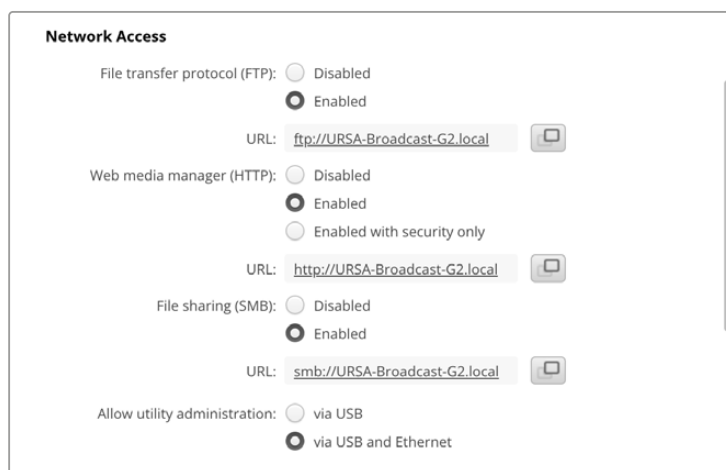 Network Access
File transfer protocol (FTP): Disabled
Enabled
URL: ftp://URSA-Broadcast-G2.local
Web media manager (HTTP): Disabled
Enabled
Enabled with security only
URL: http://URSA-Broadcast-G2.local
File sharing (SMB): Disabled
Enabled
URL: smb://URSA-Broadcast-G2.local
Allow utility administration: via USB
via USB and Ethernet